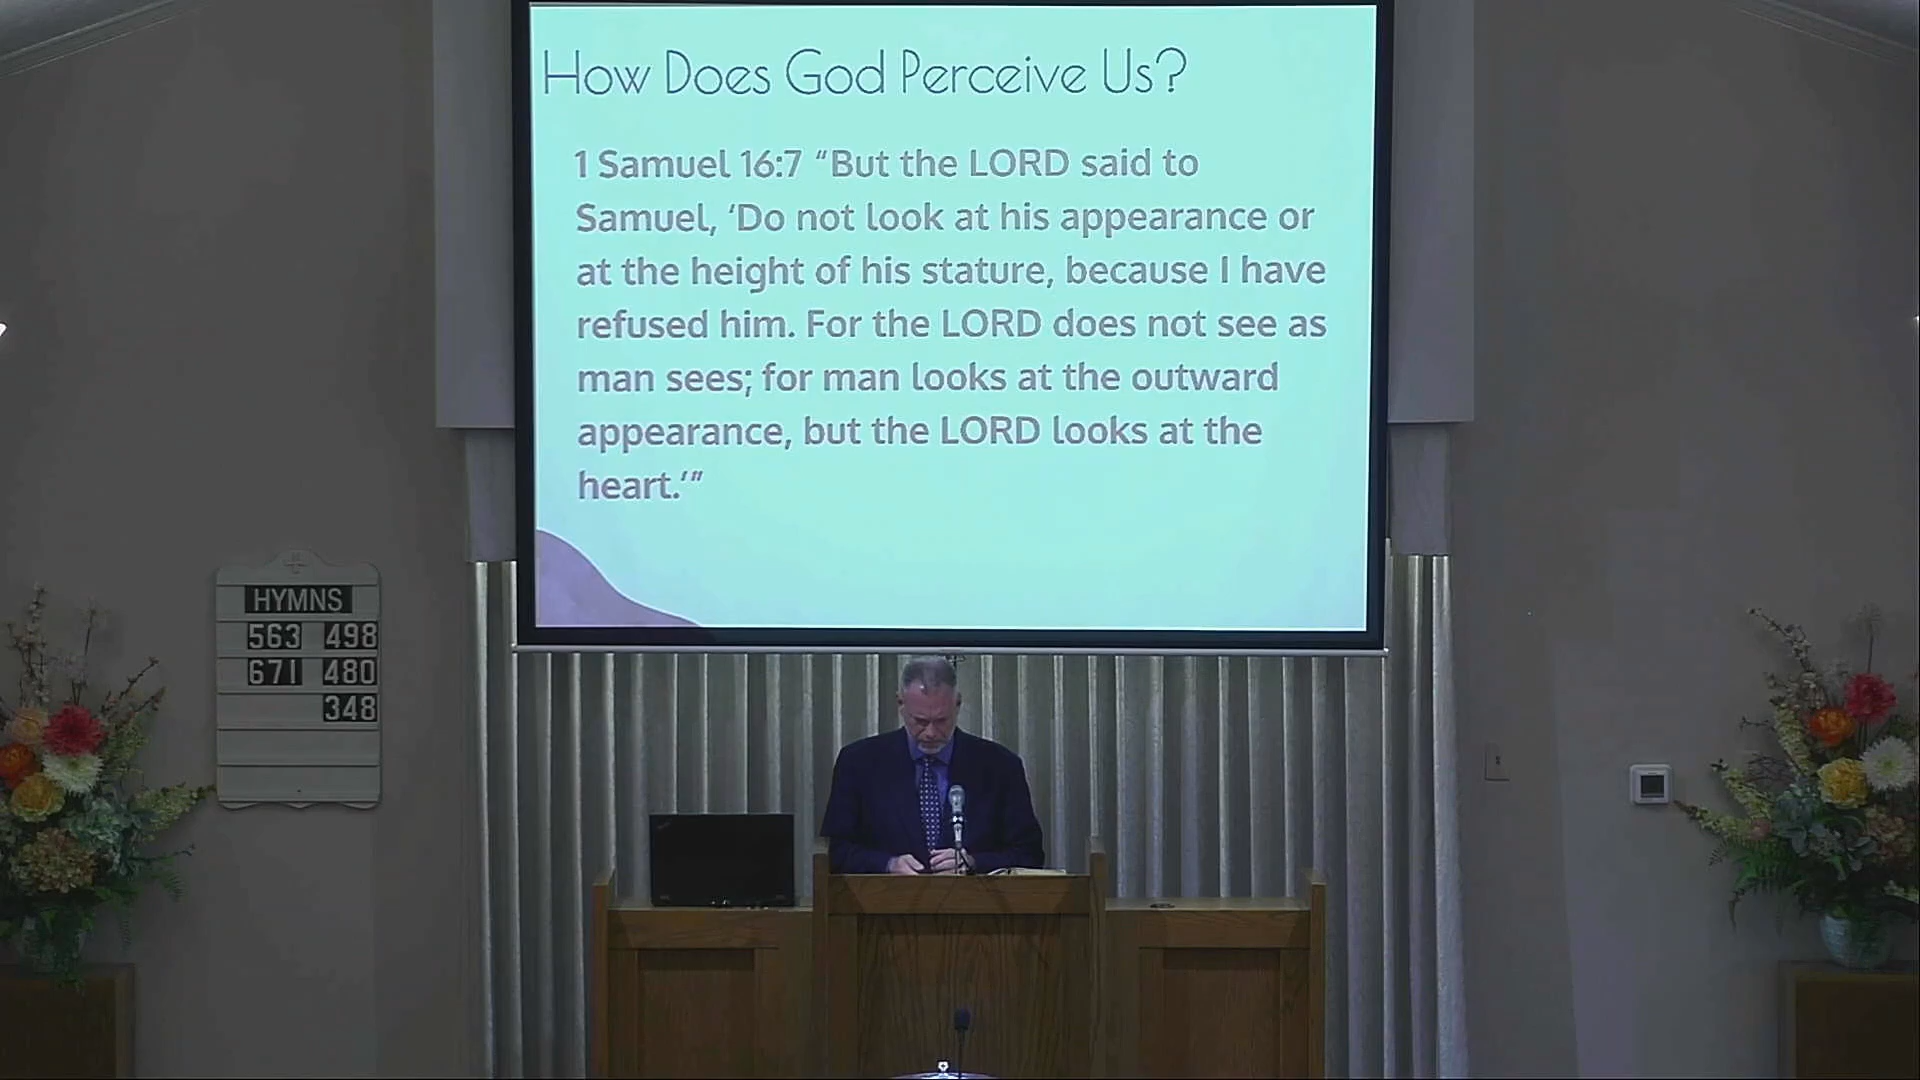 How Does God Perceive Us?
1 Samuel 16:7 “But the LORD said to
Samuel, ‘Do not look at his appearance or
at the height of his stature, because I have
refused him. For the LORD does not see as
man sees; for man looks at the outward
appearance, but the LORD looks at the
heart.’”
HYMNS
563 498
671 480
348